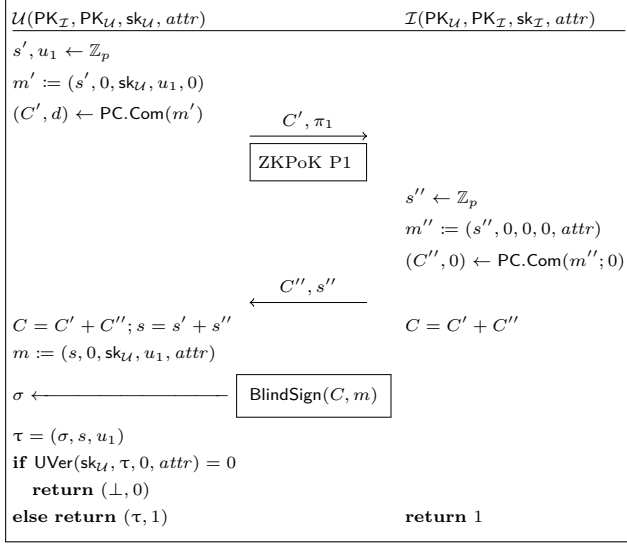 𝒰(PK_ℐ, PK_𝒰, sk_𝒰, attr) ℐ(PK_𝒰, PK_ℐ, sk_ℐ, attr)
s′, u₁ ← ℤ_p
m′ := (s′, 0, sk_𝒰, u₁, 0)
(C′, d) ← PC.Com(m′)
C′, π₁
ZKPoK P1
s″ ← ℤ_p
m″ := (s″, 0, 0, 0, attr)
(C″, 0) ← PC.Com(m″; 0)
C″, s″
C = C′ + C″; s = s′ + s″ C = C′ + C″
m := (s, 0, sk_𝒰, u₁, attr)
σ ← BlindSign(C, m)
τ = (σ, s, u₁)
if UVer(sk_𝒰, τ, 0, attr) = 0
return (⊥, 0)
else return (τ, 1) return 1